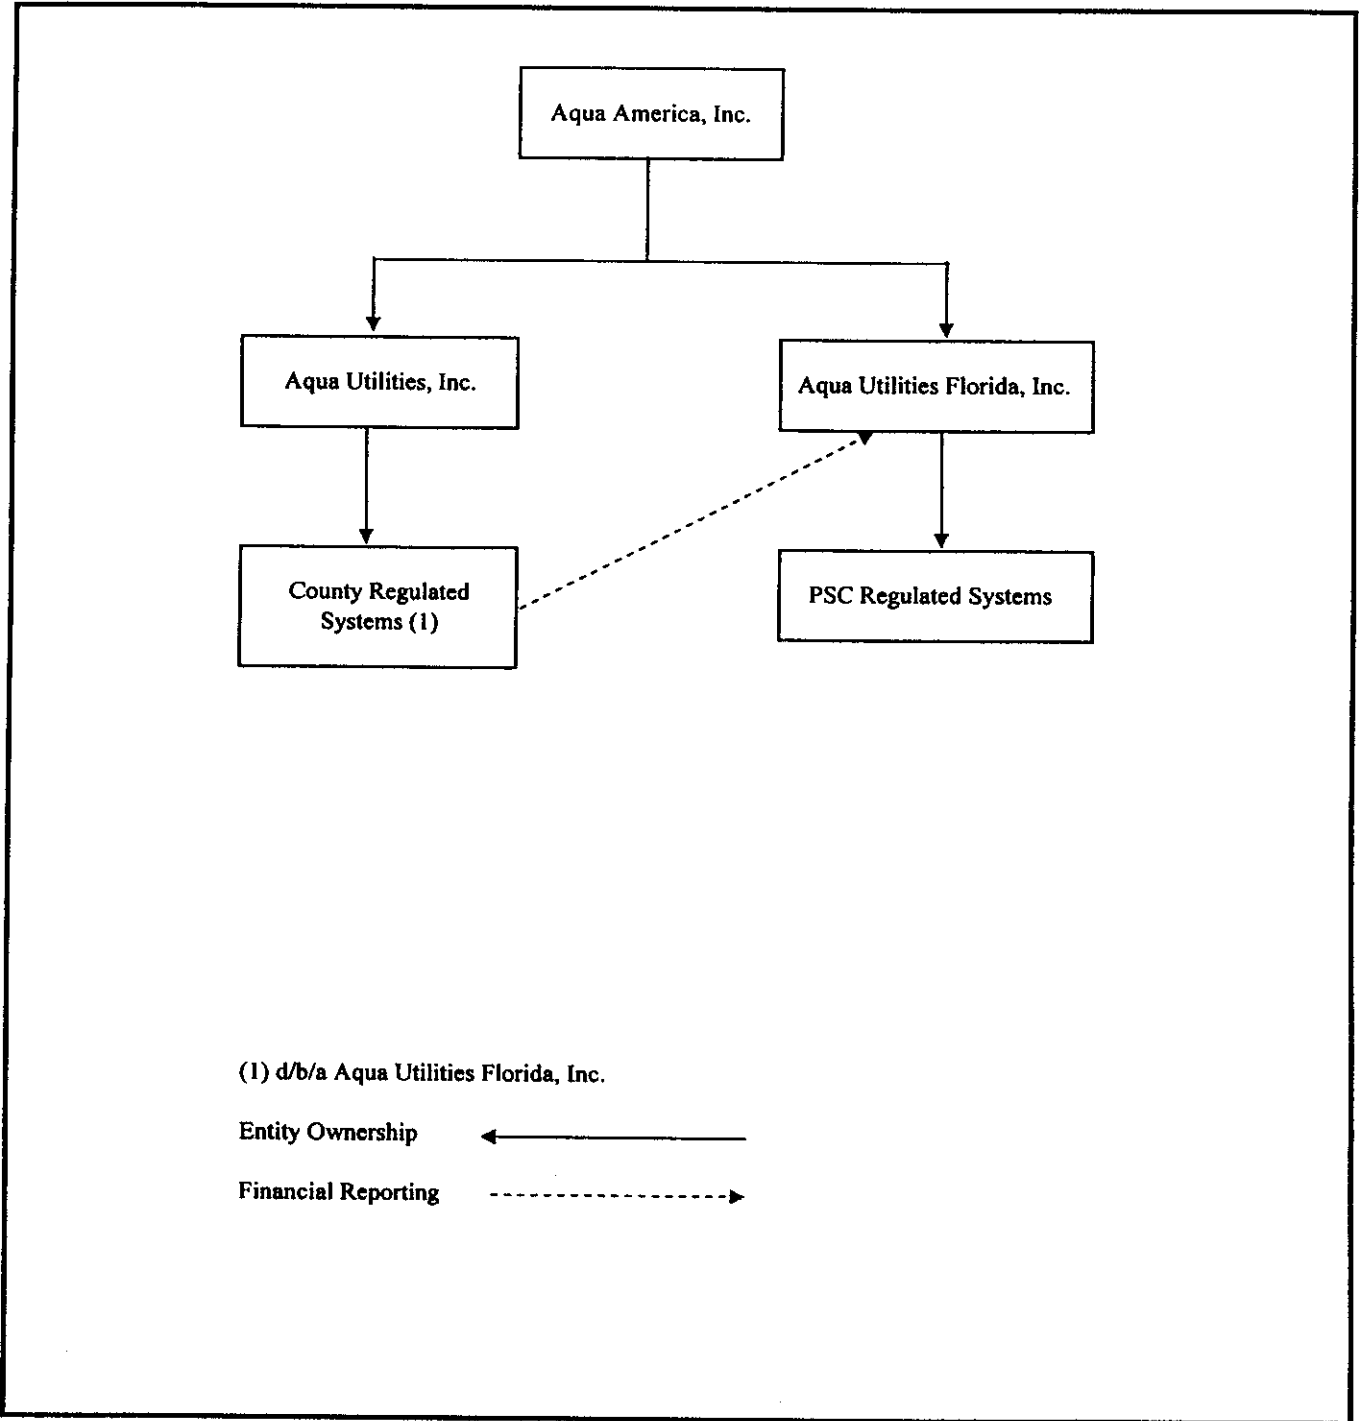 Aqua America, Inc.
Aqua Utilities, Inc.
Aqua Utilities Florida, Inc.
County Regulated
Systems (1)
PSC Regulated Systems
(1) d/b/a Aqua Utilities Florida, Inc.
Entity Ownership
Financial Reporting